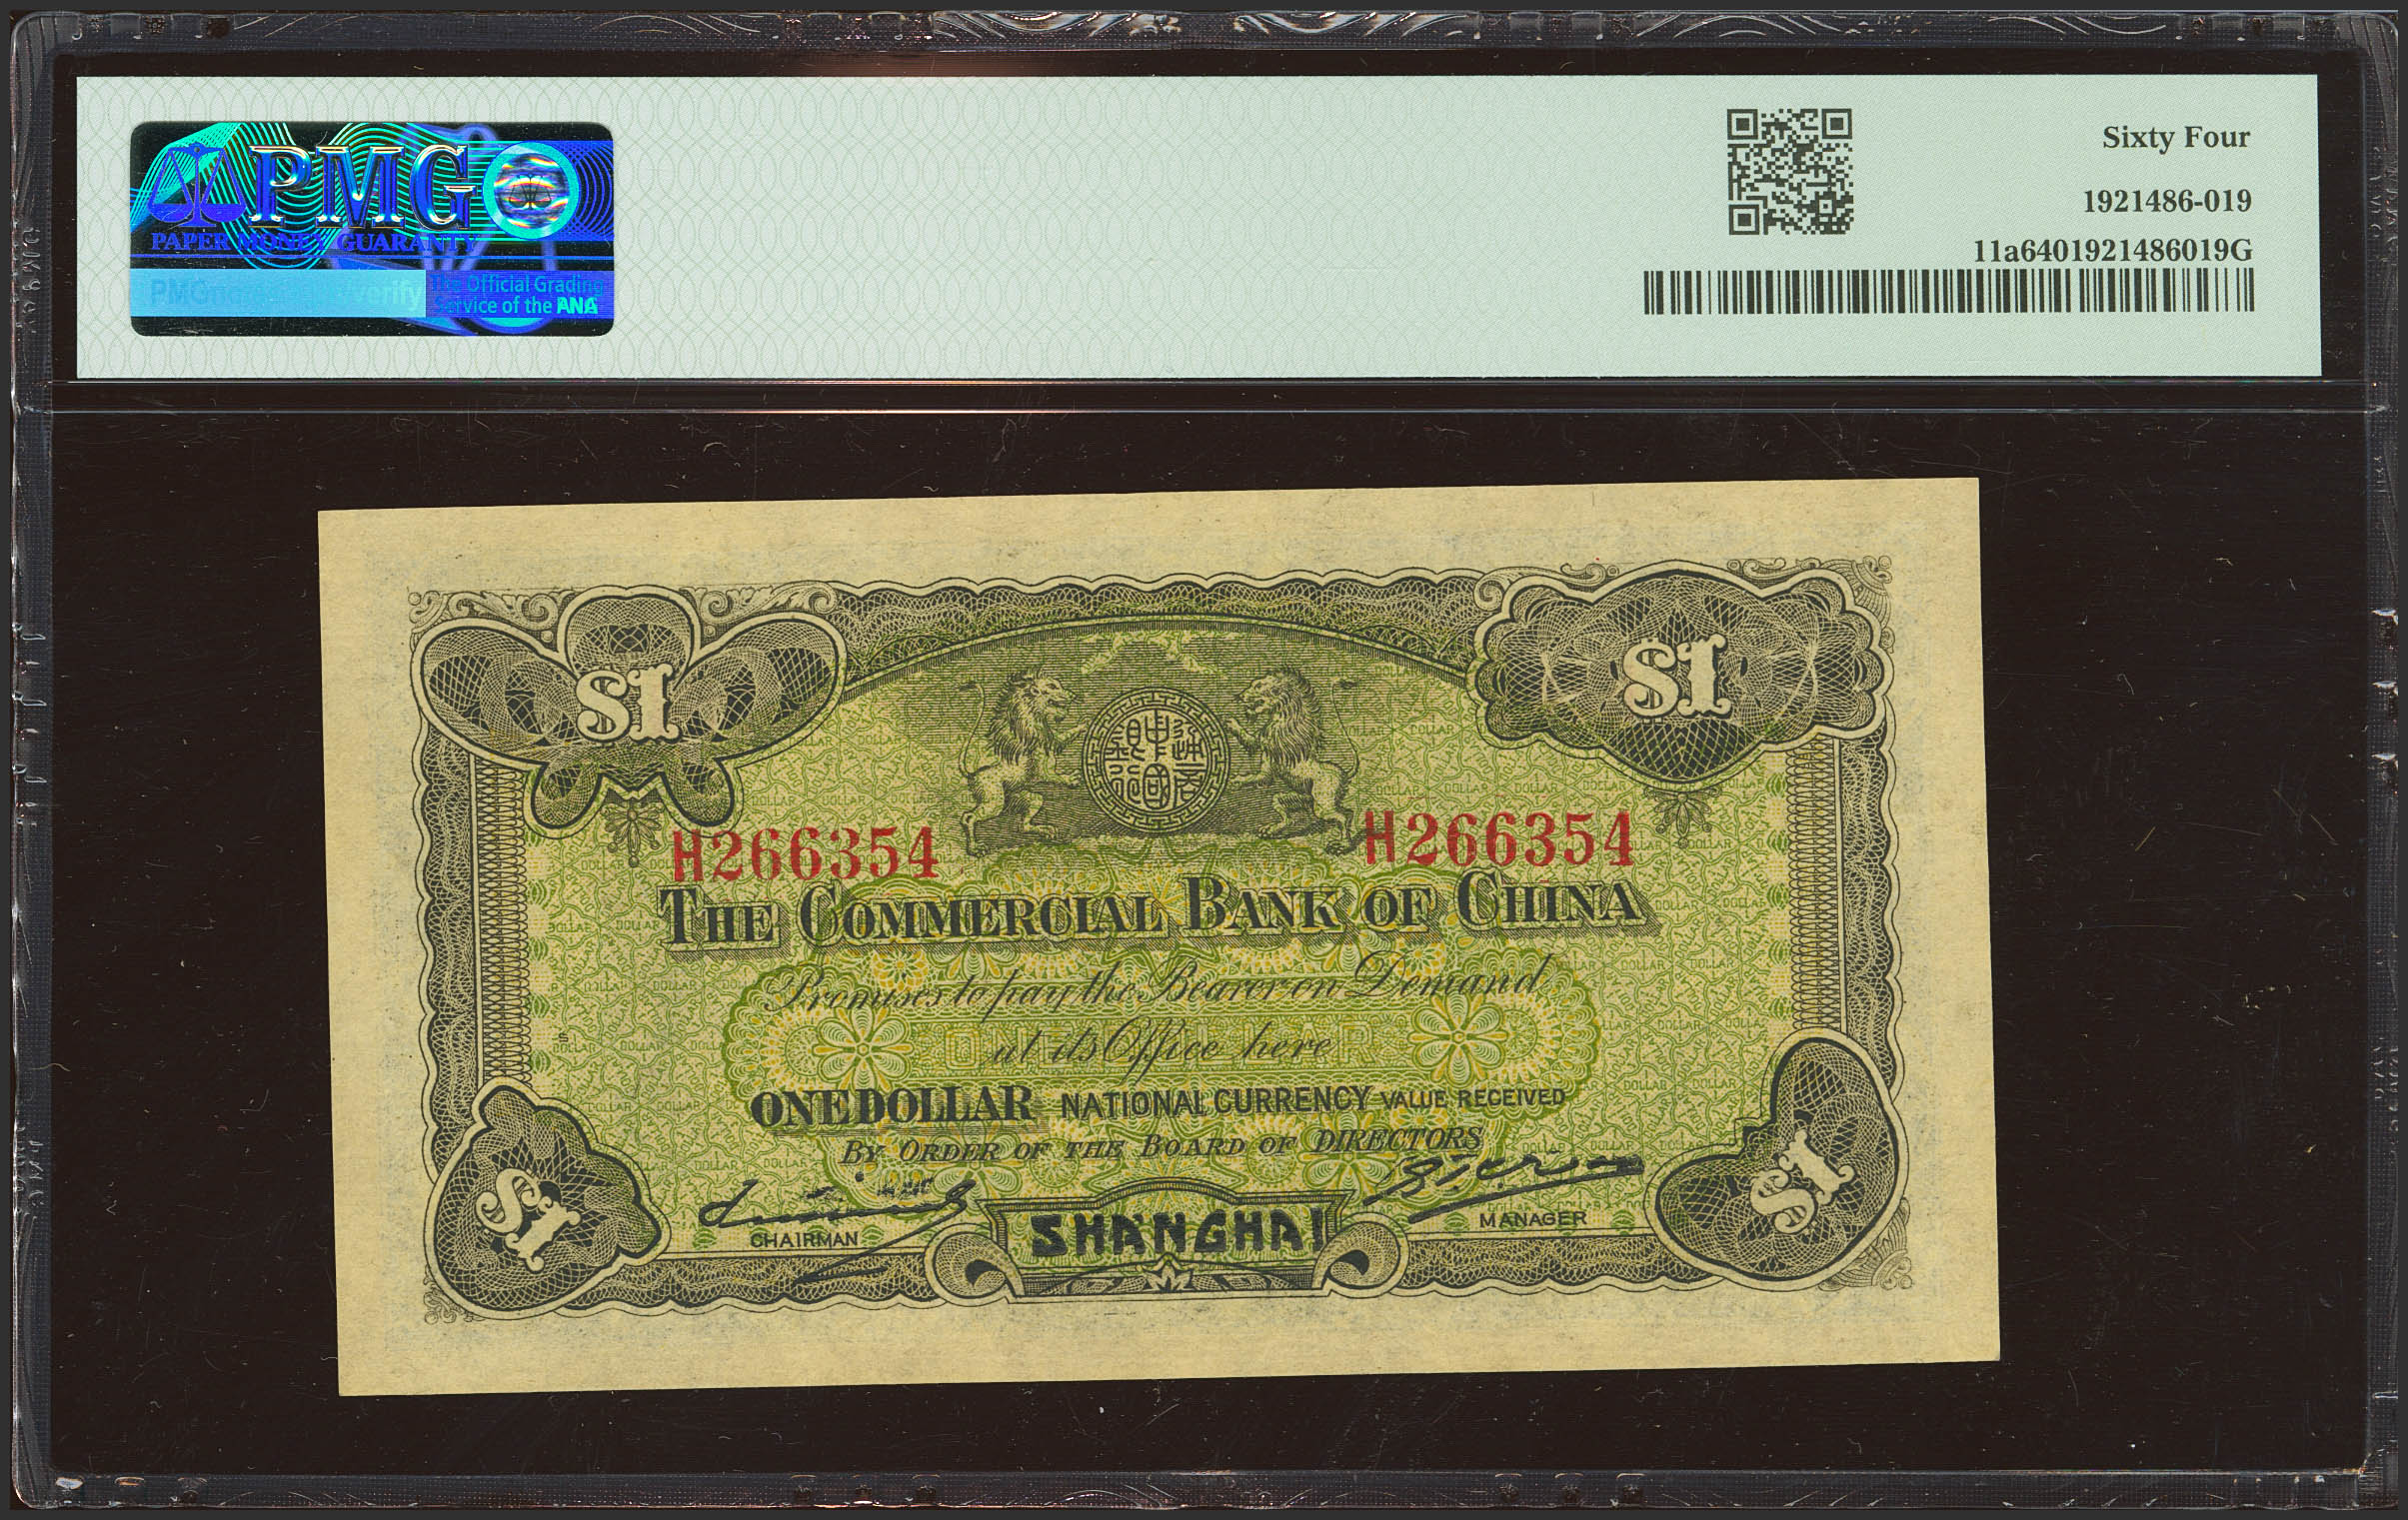 PMG
PAPER MONEY GUARANTY
The Official Grading
Service of the ANA
Sixty Four
1921486-019
11a6401921486019G
$1
$1
H266354
H266354
THE COMMERCIAL BANK OF CHINA
Promises to pay the Bearer on Demand
at its Office here
ONE DOLLAR NATIONAL CURRENCY VALUE RECEIVED
BY ORDER OF THE BOARD OF DIRECTORS
CHAIRMAN
SHANGHAI
MANAGER
$1
$1